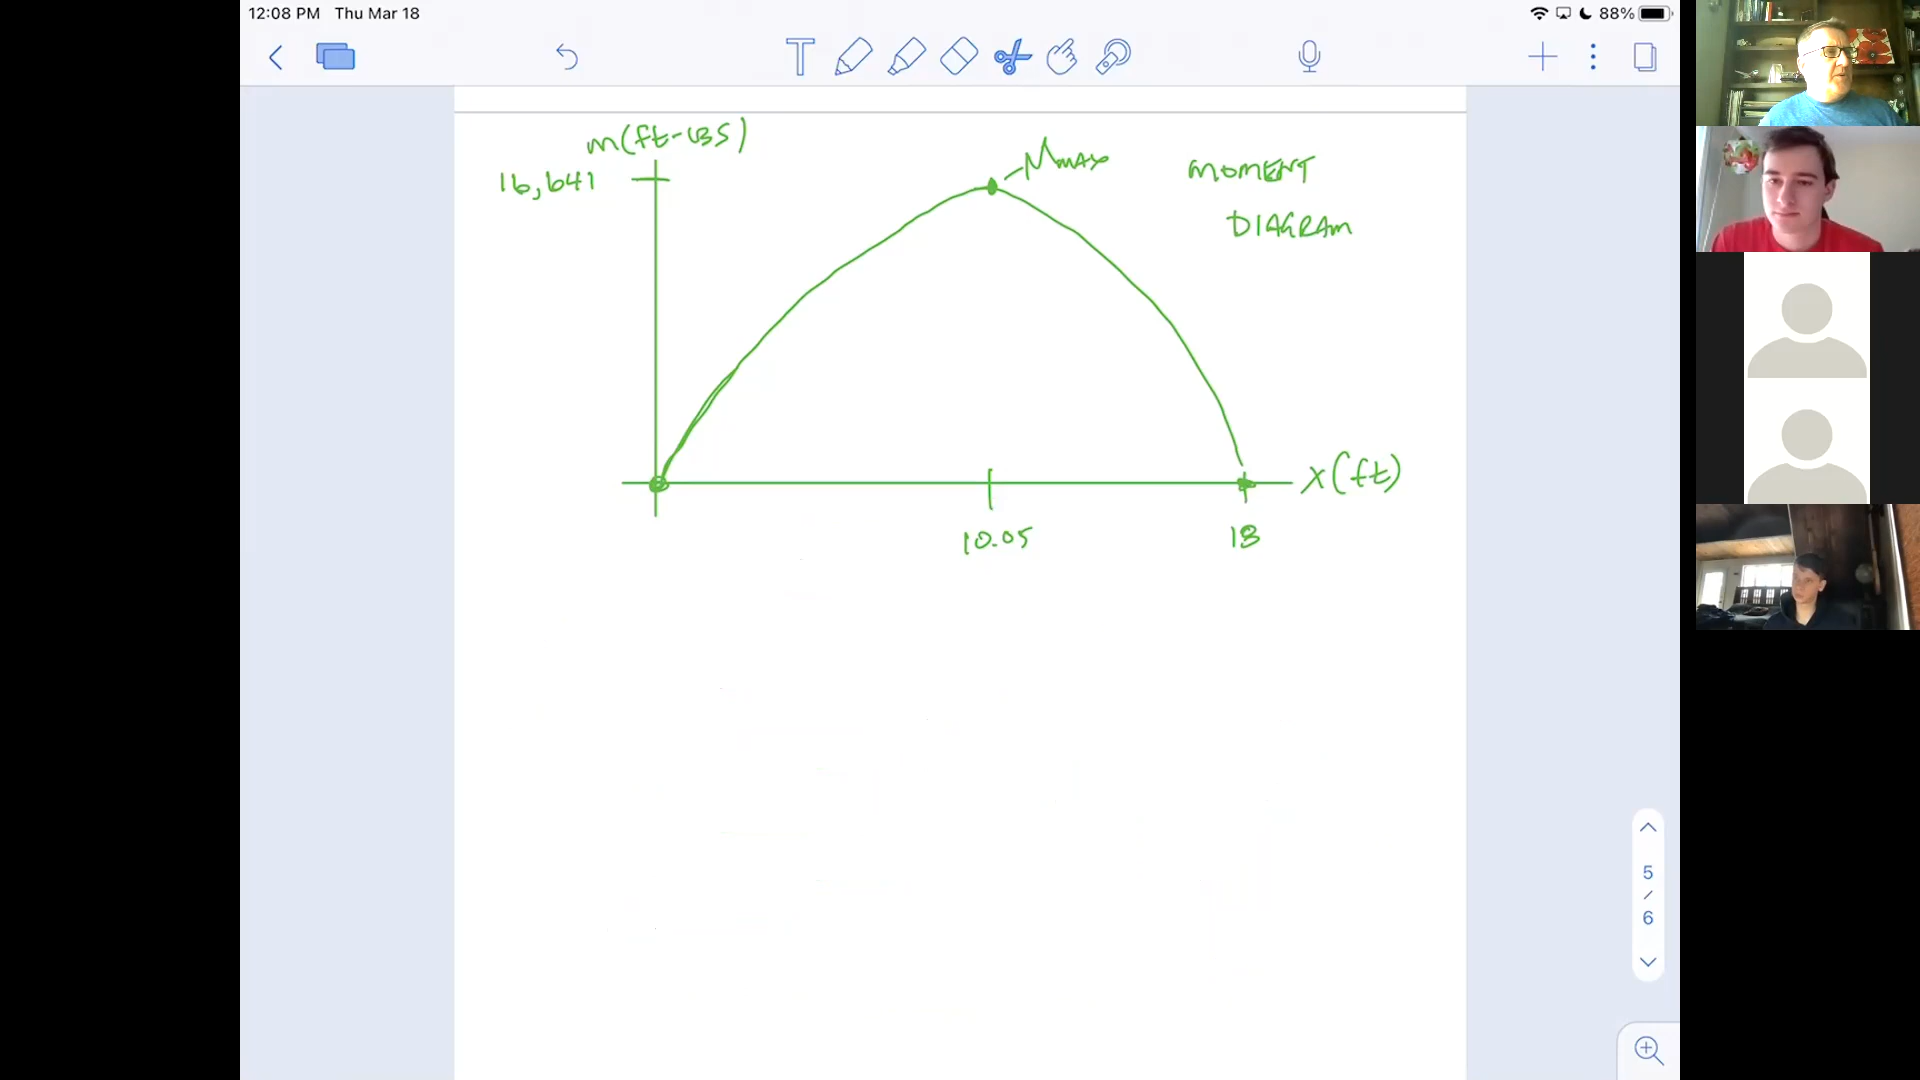 12:08 PM Thu Mar 18
88%
T
M(ft-LBS)
16,641
MMAX
MOMENT
DIAGRAM
X(ft)
10.05
18
5
/
6